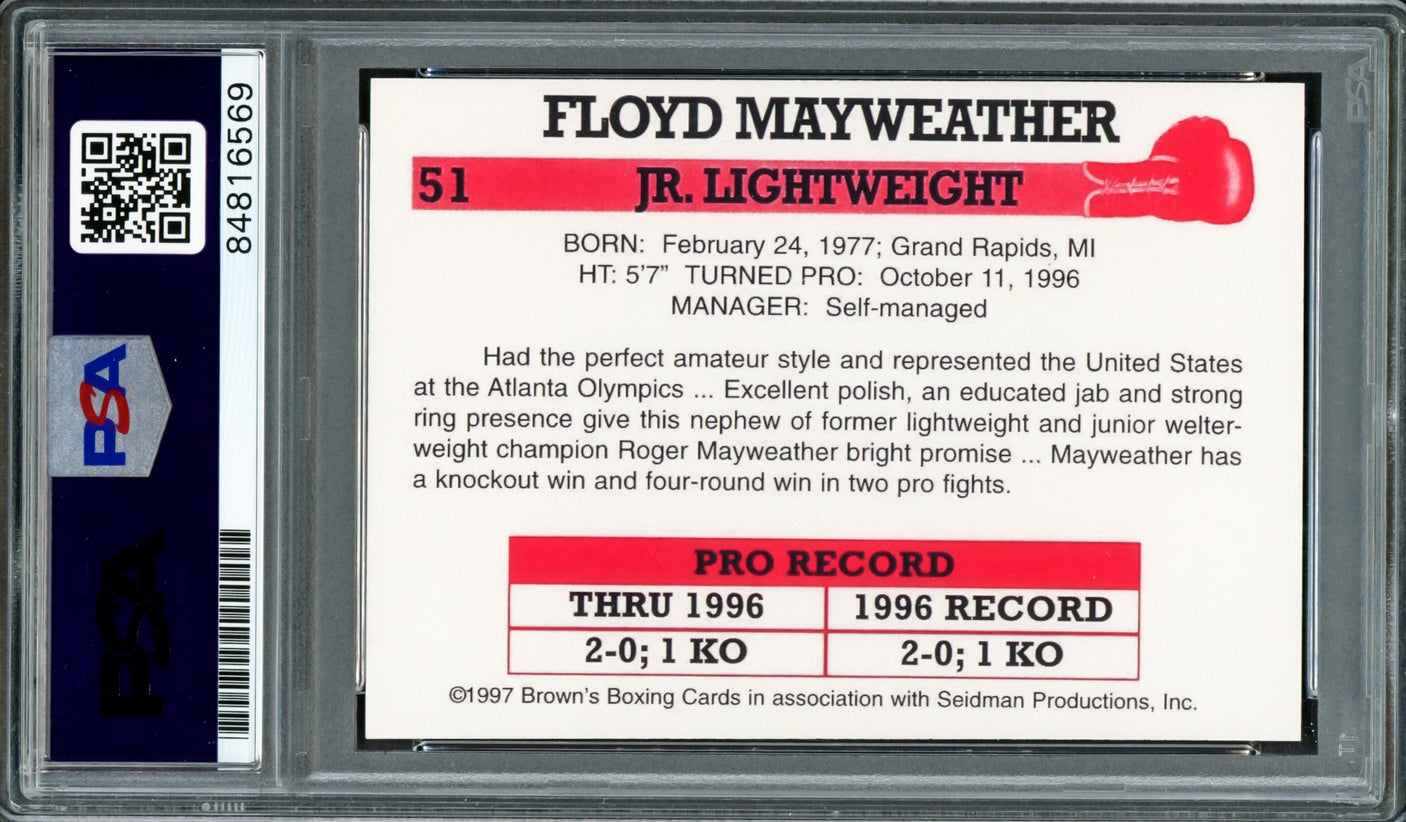 FLOYD MAYWEATHER
51 JR. LIGHTWEIGHT
BORN: February 24, 1977; Grand Rapids, MI
HT: 5'7” TURNED PRO: October 11, 1996
MANAGER: Self-managed
Had the perfect amateur style and represented the United States
at the Atlanta Olympics ... Excellent polish, an educated jab and strong
ring presence give this nephew of former lightweight and junior welter-
weight champion Roger Mayweather bright promise ... Mayweather has
a knockout win and four-round win in two pro fights.
PRO RECORD
THRU 1996 1996 RECORD
2-0; 1 KO 2-0; 1 KO
©1997 Brown's Boxing Cards in association with Seidman Productions, Inc.
84816569
PSA
PSA
PSA